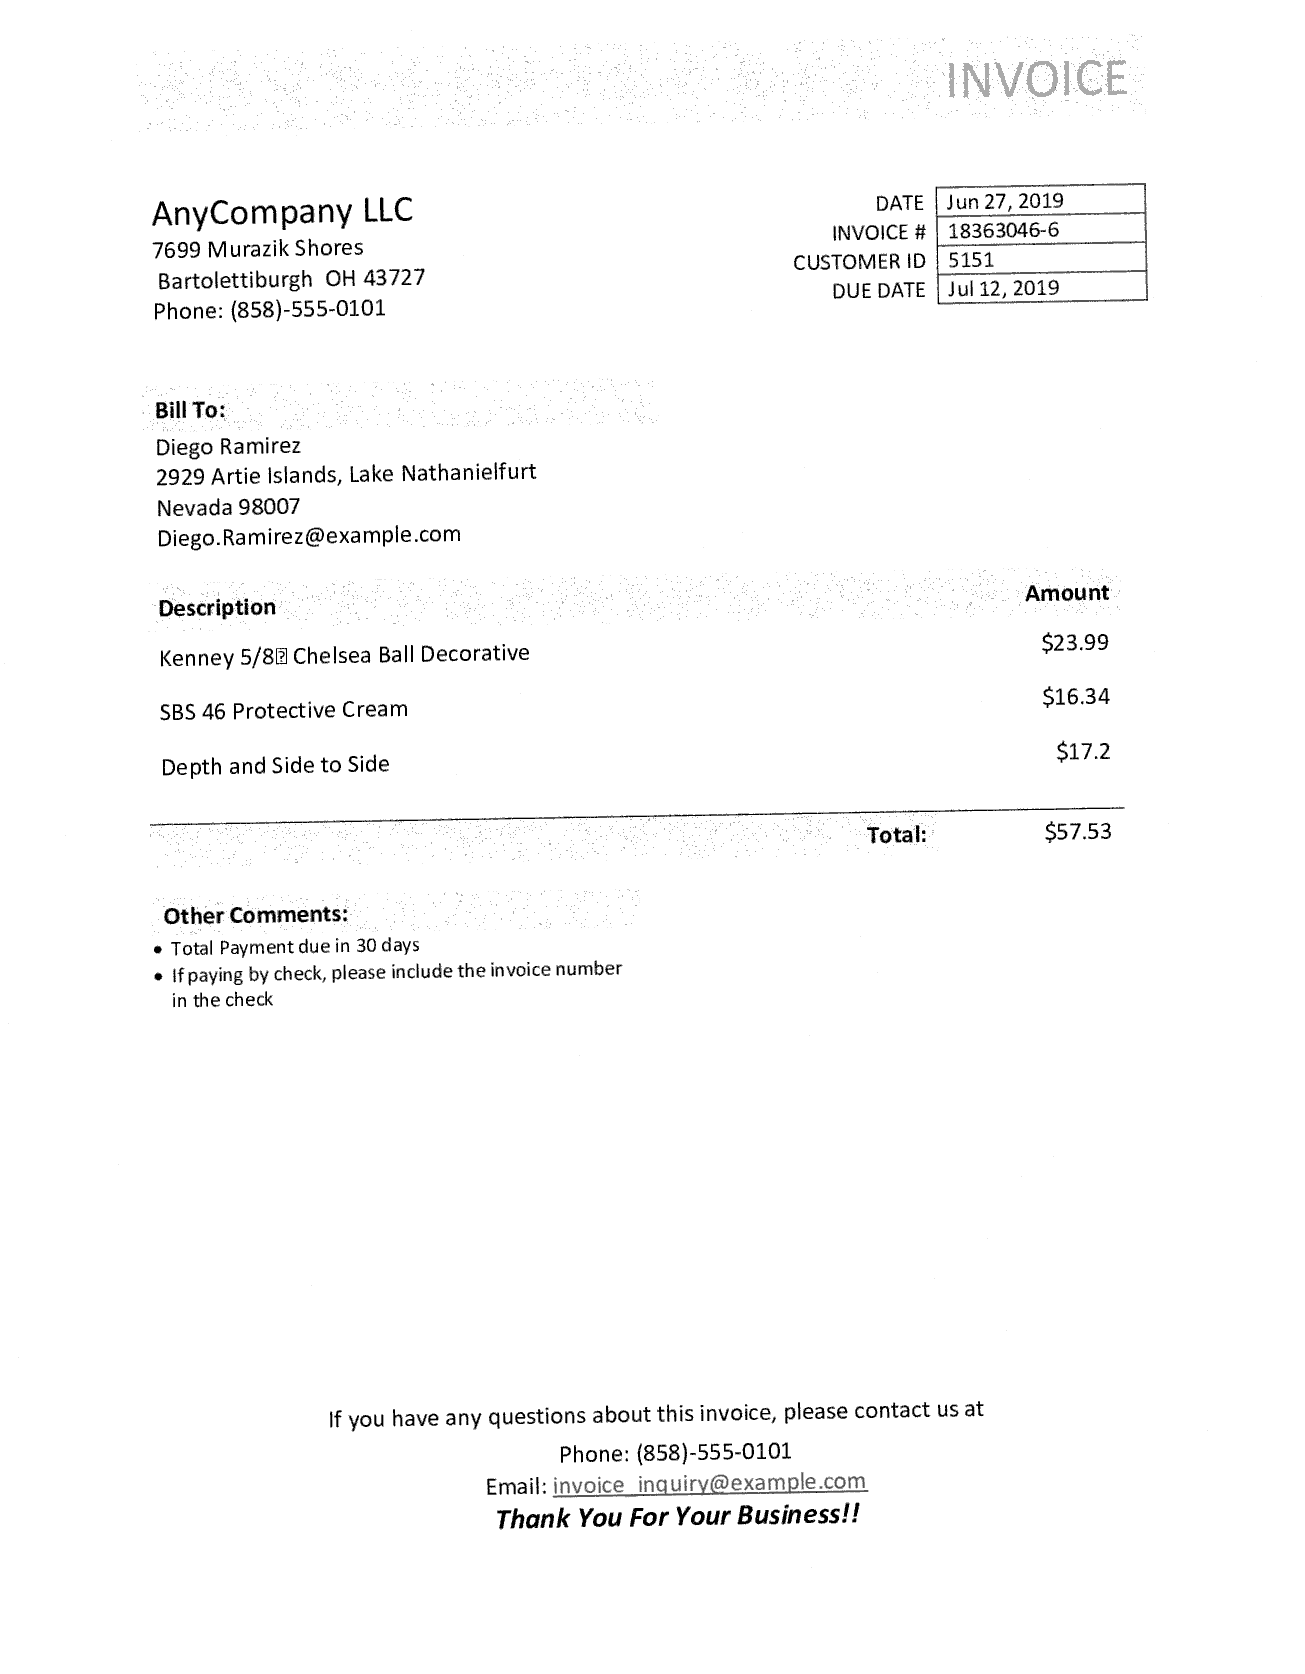 INVOICE
AnyCompany LLC
7699 Murazik Shores
Bartolettiburgh OH 43727
Phone: (858)-555-0101
DATE Jun 27, 2019
INVOICE # 18363046-6
CUSTOMER ID 5151
DUE DATE Jul 12, 2019
Bill To:
Diego Ramirez
2929 Artie Islands, Lake Nathanielfurt
Nevada 98007
Diego.Ramirez@example.com
Description Amount
Kenney 5/8⍰ Chelsea Ball Decorative $23.99
SBS 46 Protective Cream $16.34
Depth and Side to Side $17.2
Total: $57.53
Other Comments:
• Total Payment due in 30 days
• If paying by check, please include the invoice number
in the check
If you have any questions about this invoice, please contact us at
Phone: (858)-555-0101
Email: invoice_inquiry@example.com
Thank You For Your Business!!